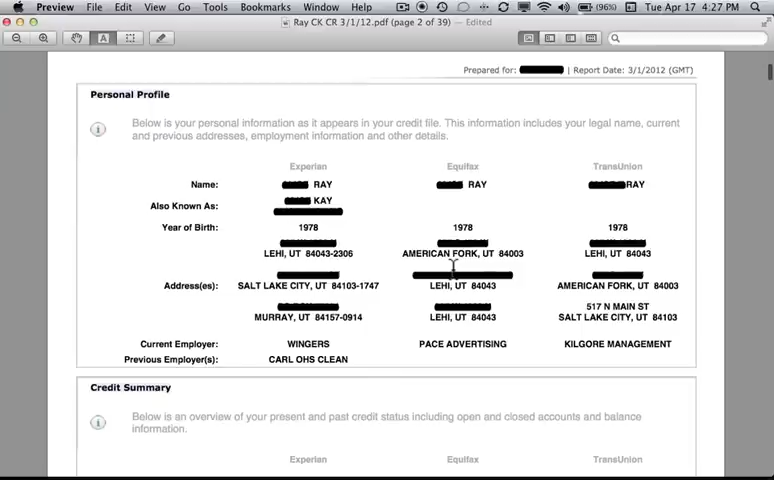 Preview File Edit View Go Tools Bookmarks Window Help (96%) Tue Apr 17 4:27 PM
Ray CK CR 3/1/12.pdf (page 2 of 39) — Edited
Prepared for: | Report Date: 3/1/2012 (GMT)
Personal Profile
Below is your personal information as it appears in your credit file. This information includes your legal name, current
and previous addresses, employment information and other details.
Experian Equifax TransUnion
Name: RAY RAY RAY
KAY
Also Known As:
Year of Birth: 1978 1978 1978
LEHI, UT 84043-2306 AMERICAN FORK, UT 84003 LEHI, UT 84043
Address(es): SALT LAKE CITY, UT 84103-1747 LEHI, UT 84043 AMERICAN FORK, UT 84003
517 N MAIN ST
MURRAY, UT 84157-0914 LEHI, UT 84043 SALT LAKE CITY, UT 84103
Current Employer: WINGERS PACE ADVERTISING KILGORE MANAGEMENT
Previous Employer(s): CARL OHS CLEAN
Credit Summary
Below is an overview of your present and past credit status including open and closed accounts and balance
information.
Experian Equifax TransUnion